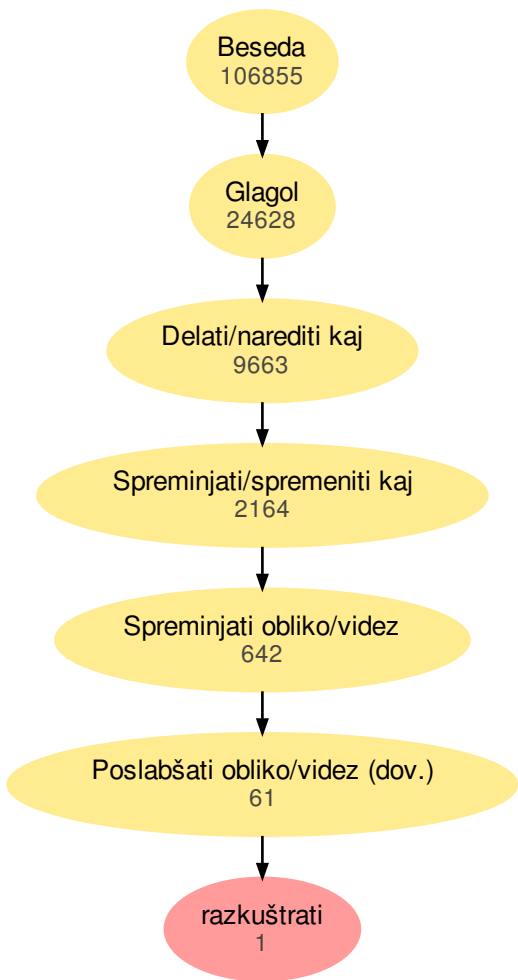 Beseda
106855
Glagol
24628
Delati/narediti kaj
9663
Spreminjati/spremeniti kaj
2164
Spreminjati obliko/videz
642
Poslabšati obliko/videz (dov.)
61
razkuštrati
1